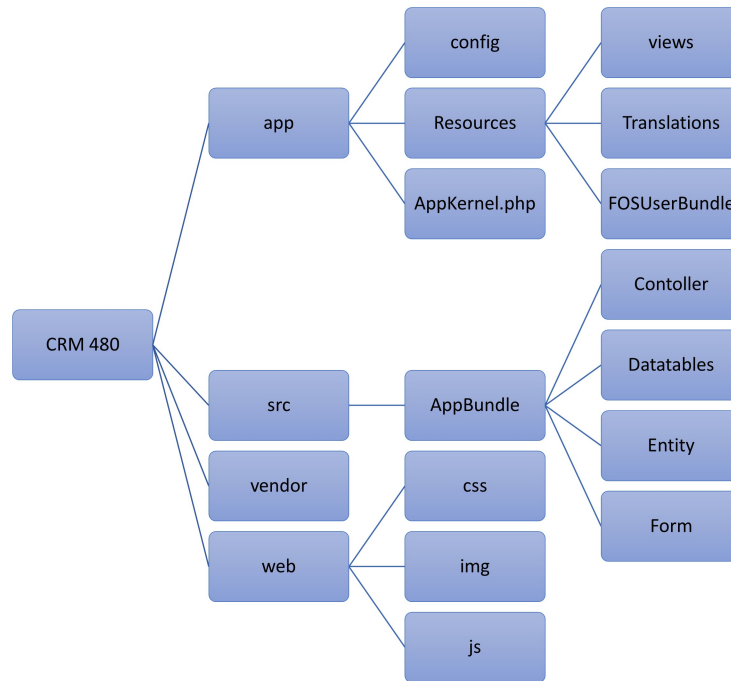 config
views
app
Resources
Translations
AppKernel.php
FOSUserBundle
Contoller
CRM 480
Datatables
src
AppBundle
Entity
vendor
css
Form
web
img
js